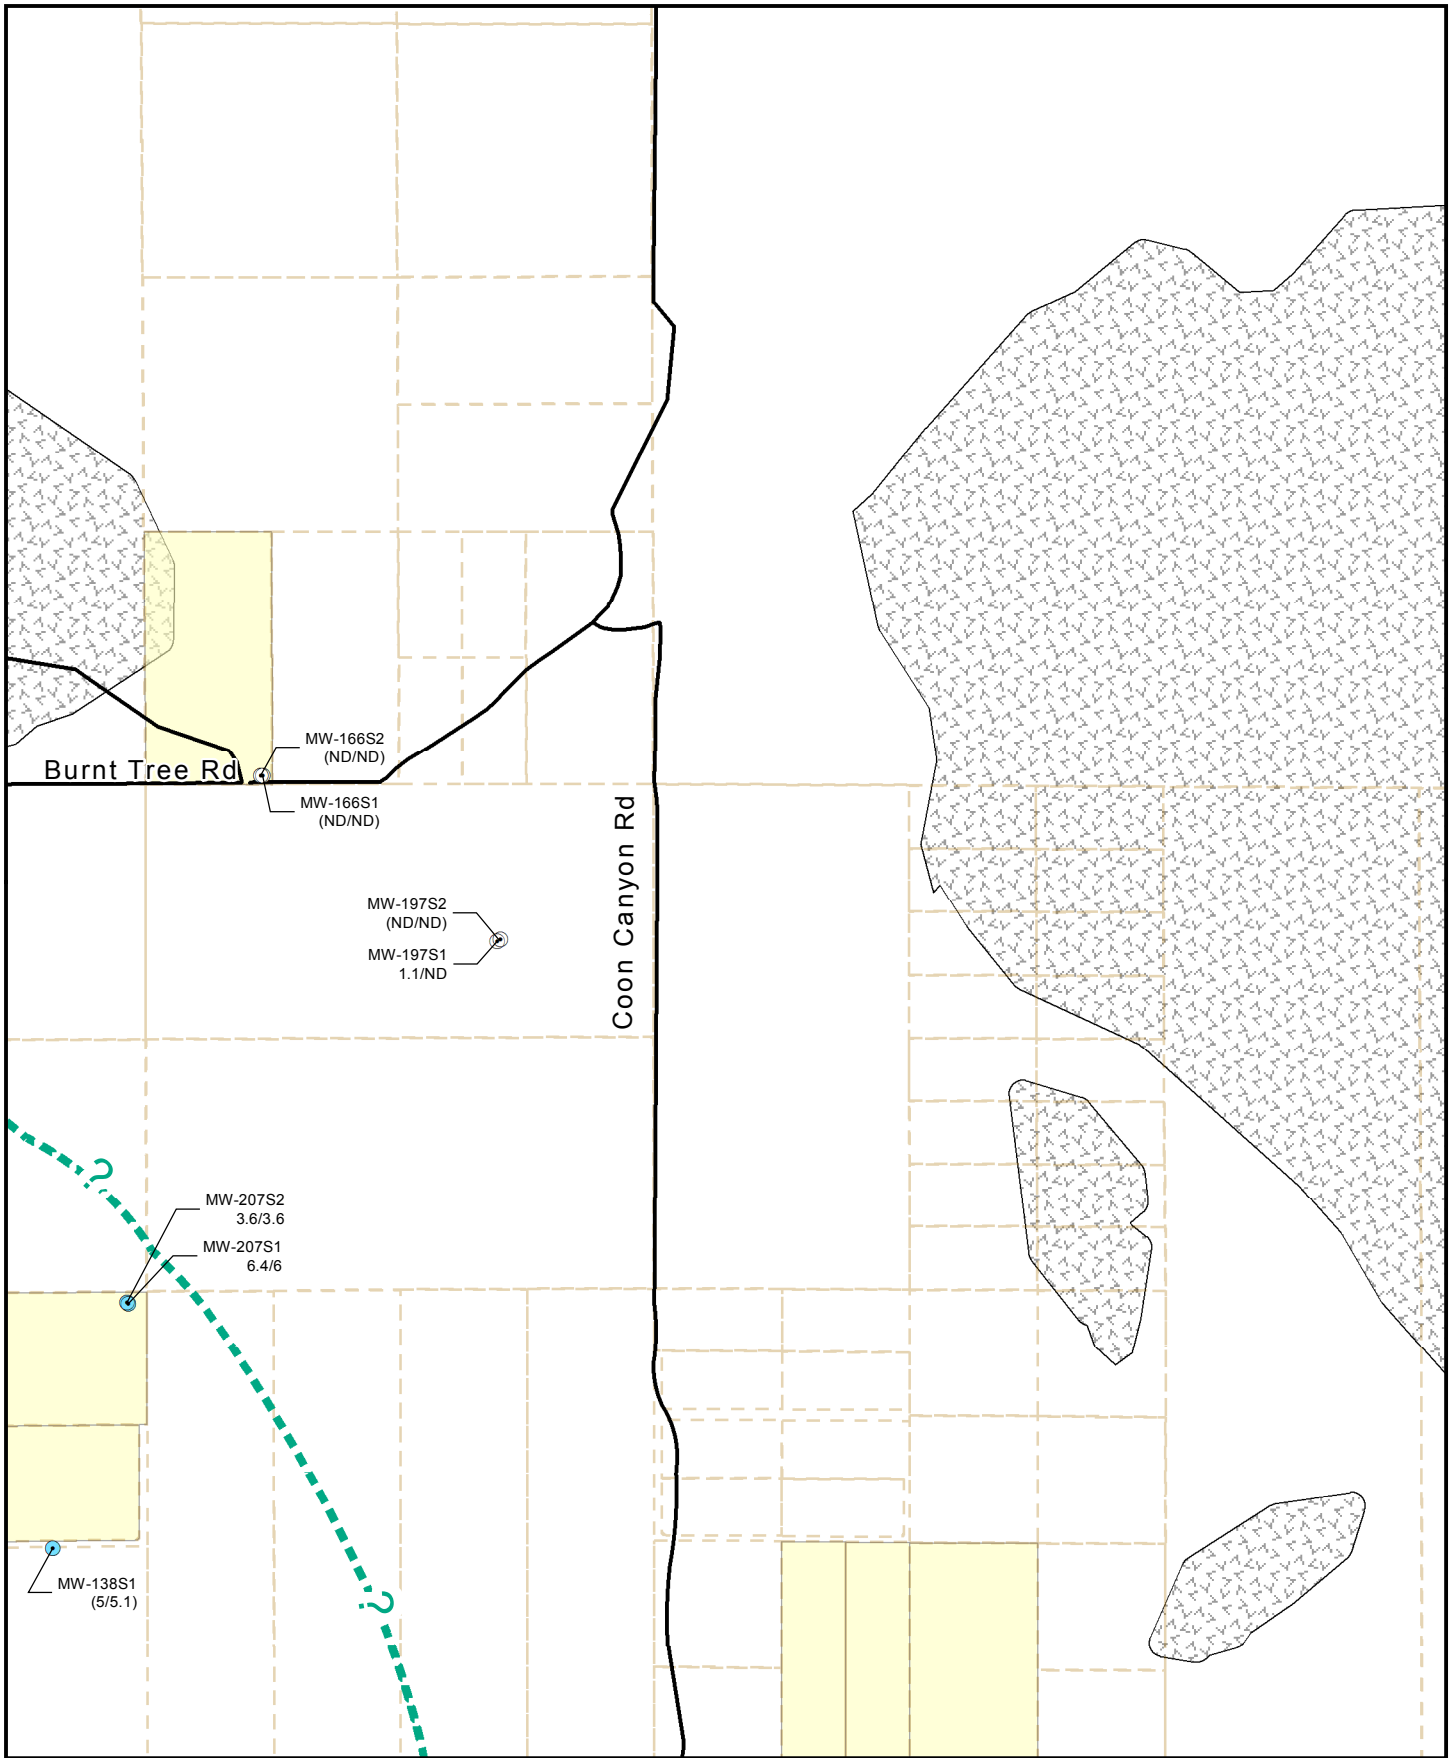 MW-166S2
(ND/ND)
Burnt Tree Rd
MW-166S1
(ND/ND)
Coon Canyon Rd
MW-197S2
(ND/ND)
MW-197S1
1.1/ND
?
MW-207S2
3.6/3.6
MW-207S1
6.4/6
MW-138S1
(5/5.1)
?